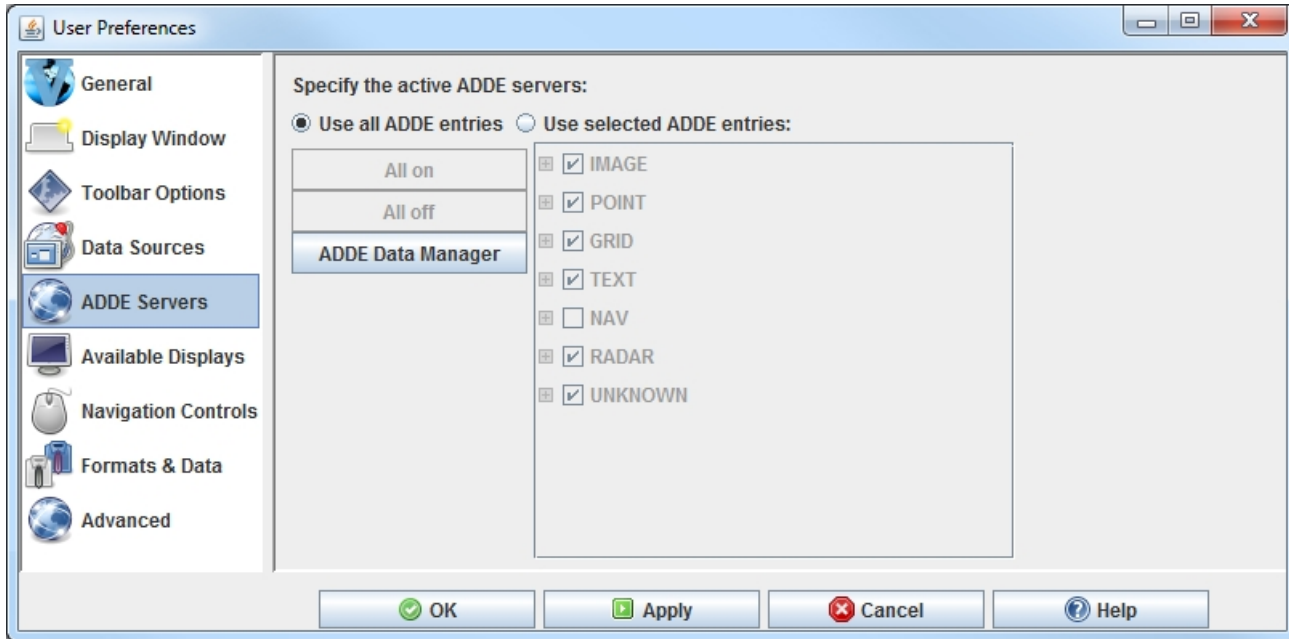 User Preferences
General
Display Window
Toolbar Options
Data Sources
ADDE Servers
Available Displays
Navigation Controls
Formats & Data
Advanced
Specify the active ADDE servers:
Use all ADDE entries Use selected ADDE entries:
All on
All off
ADDE Data Manager
IMAGE
POINT
GRID
TEXT
NAV
RADAR
UNKNOWN
OK Apply Cancel Help